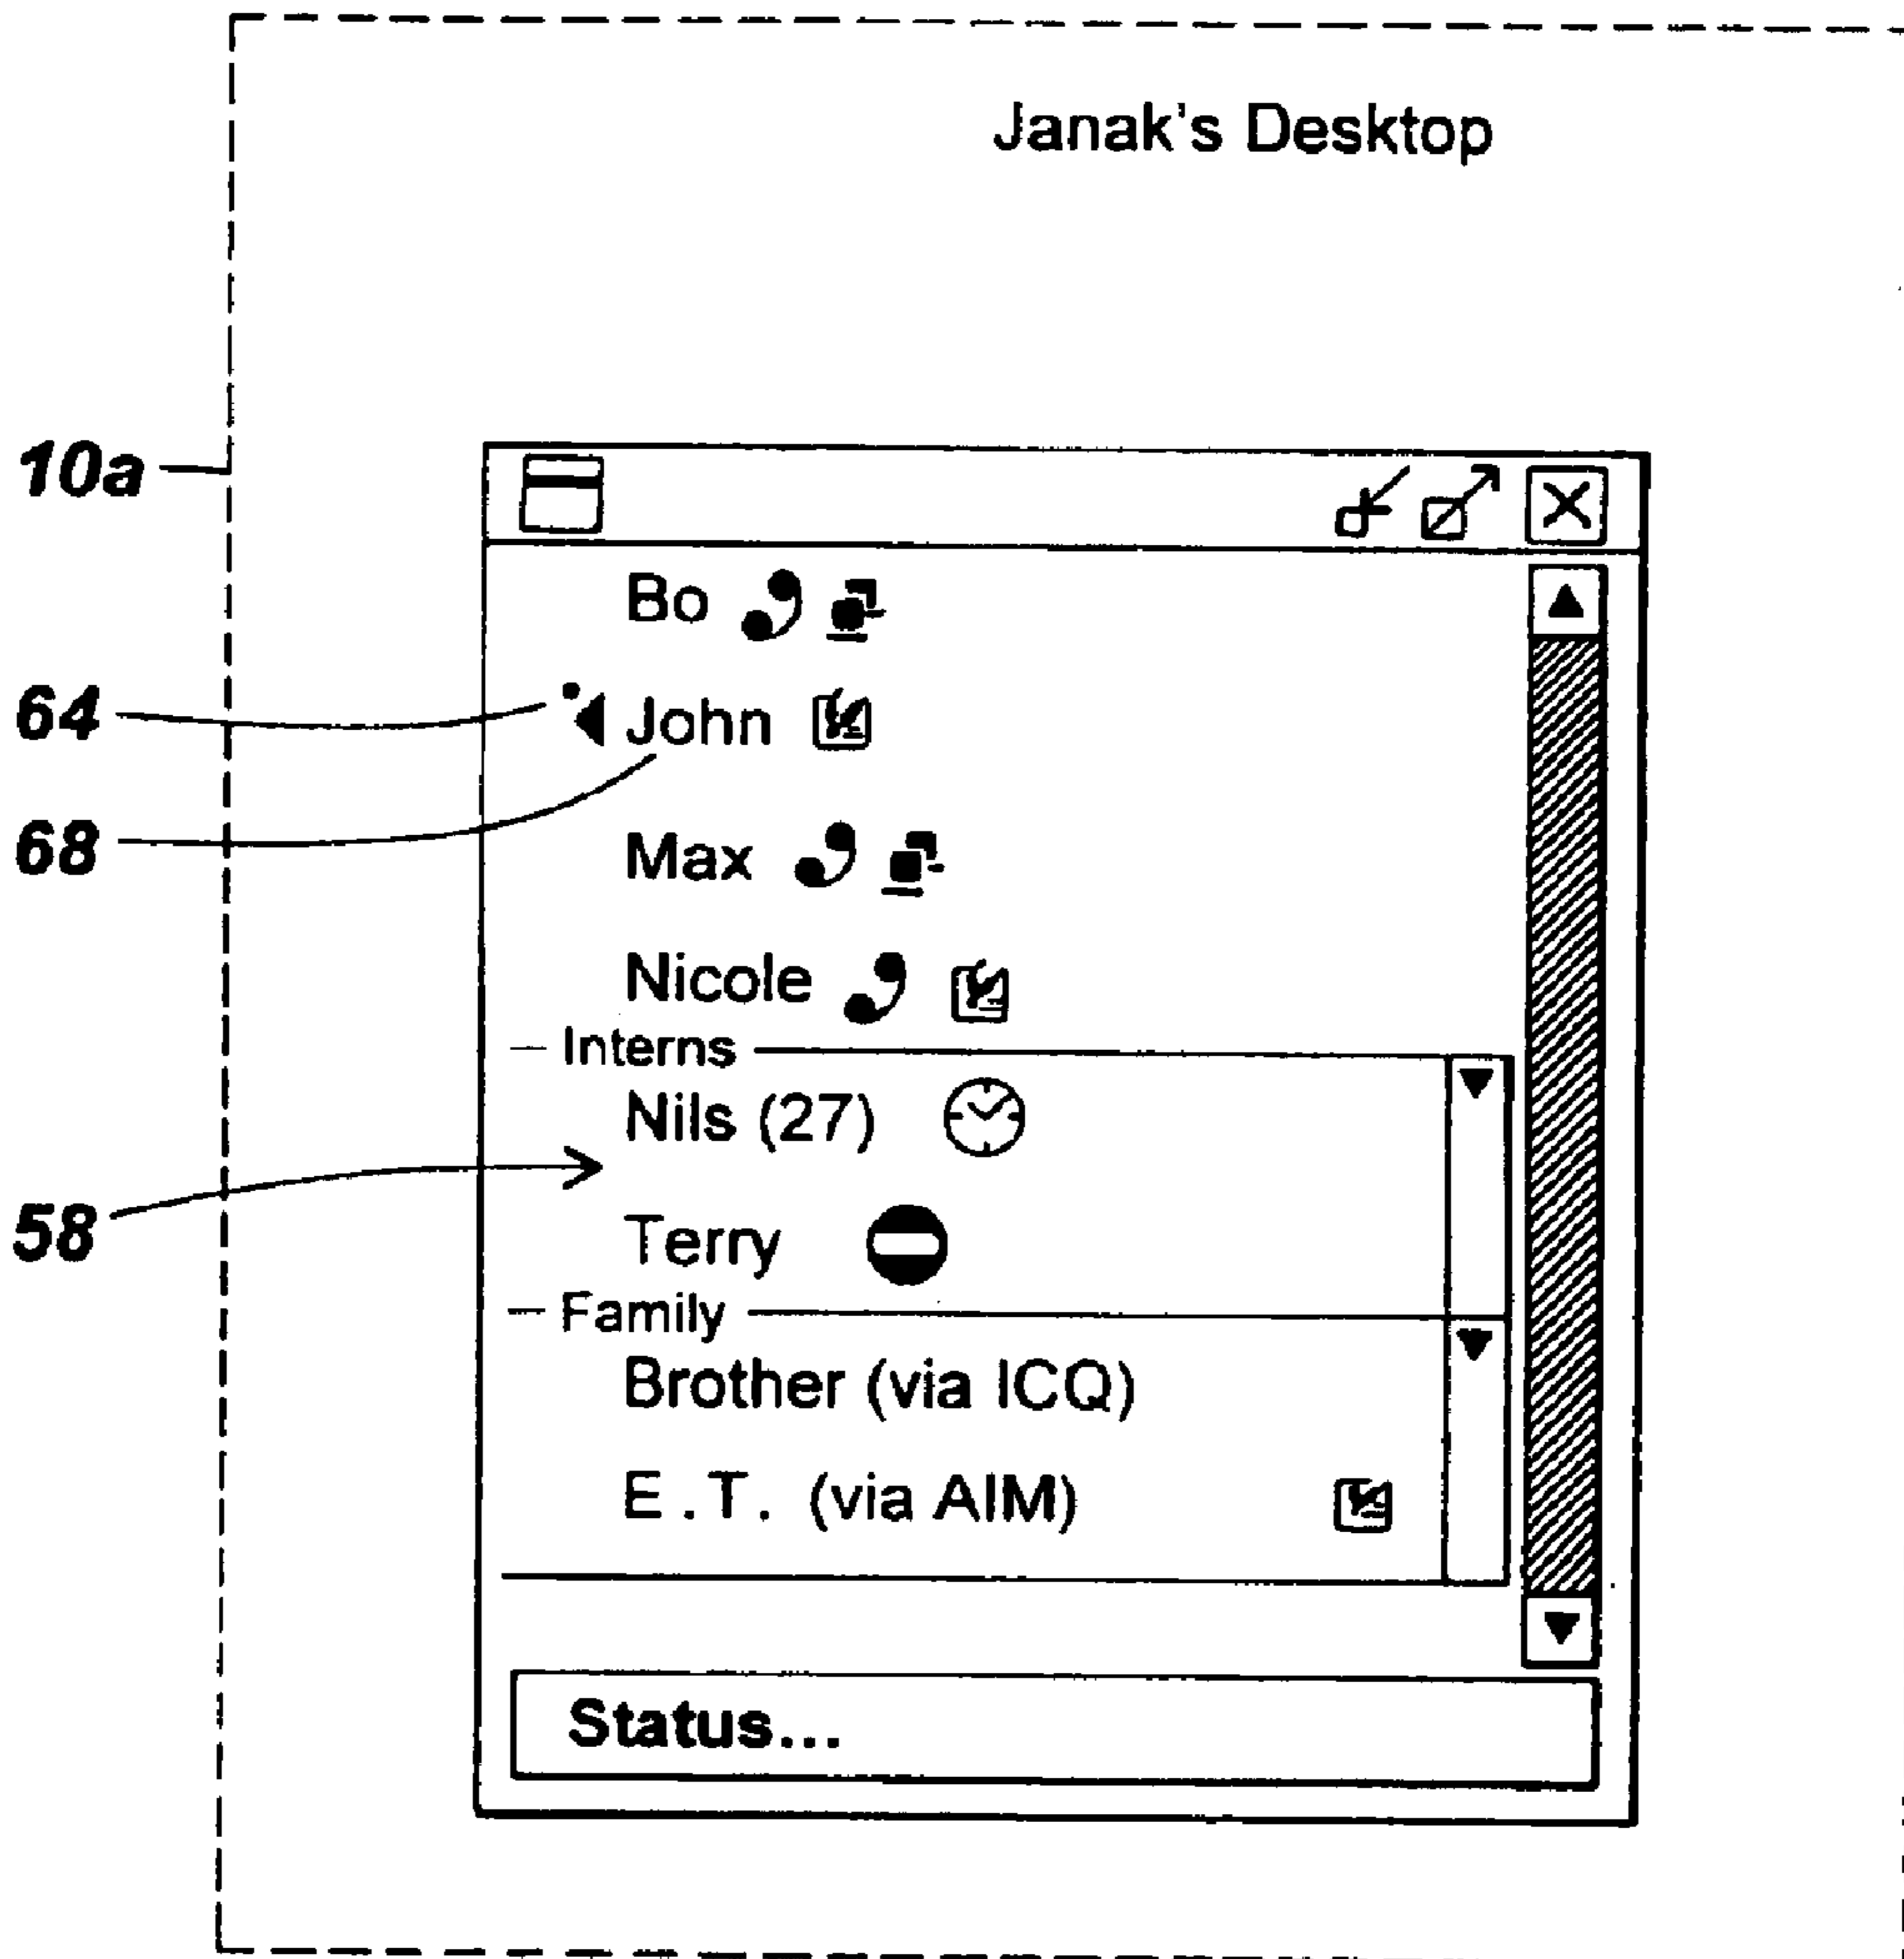 Janak's Desktop
10a
Bo
64
John
68
Max
Nicole
Interns
Nils (27)
58
Terry
Family
Brother (via ICQ)
E.T. (via AIM)
Status...